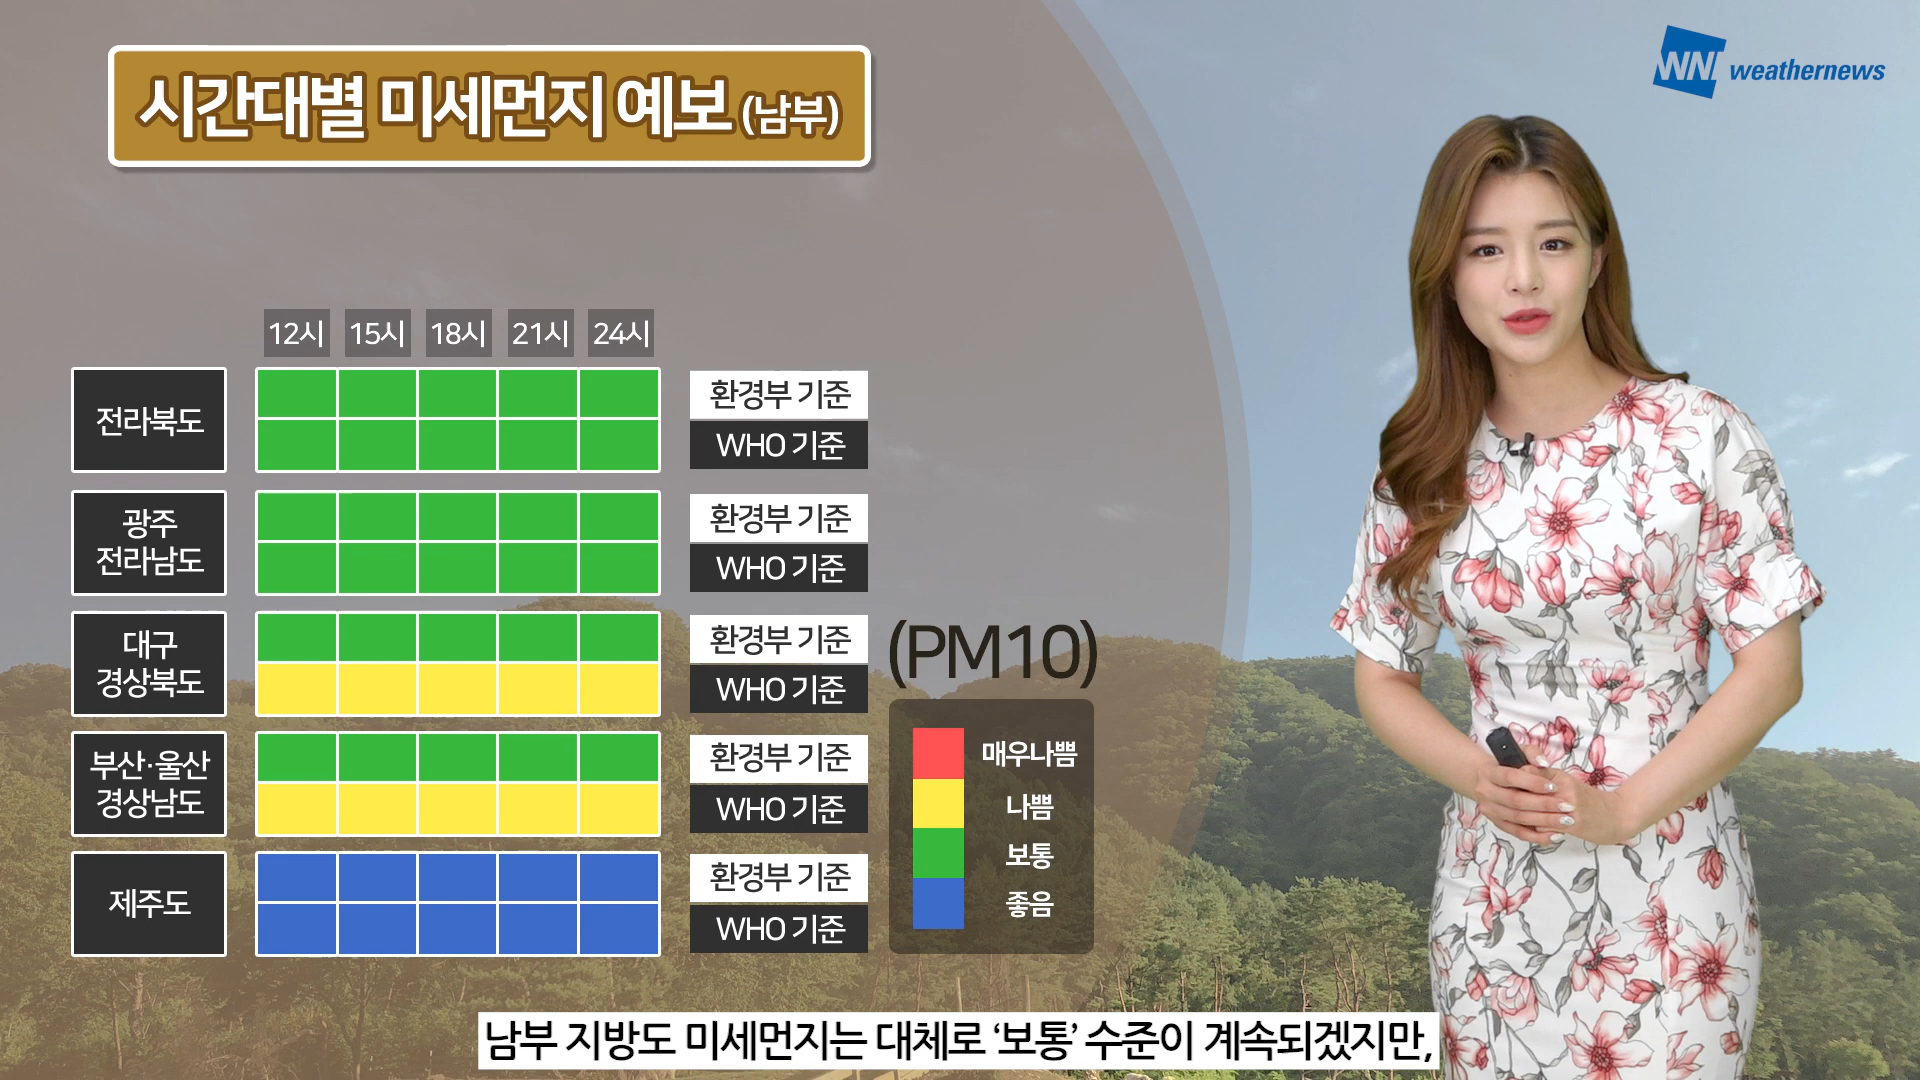 시간대별 미세먼지 예보 (남부)
WNI weathernews
12시 15시 18시 21시 24시
전라북도
환경부 기준
WHO 기준
광주
전라남도
환경부 기준
WHO 기준
대구
경상북도
환경부 기준
WHO 기준
부산·울산
경상남도
환경부 기준
WHO 기준
제주도
환경부 기준
WHO 기준
(PM10)
매우나쁨
나쁨
보통
좋음
남부 지방도 미세먼지는 대체로 ‘보통’ 수준이 계속되겠지만,